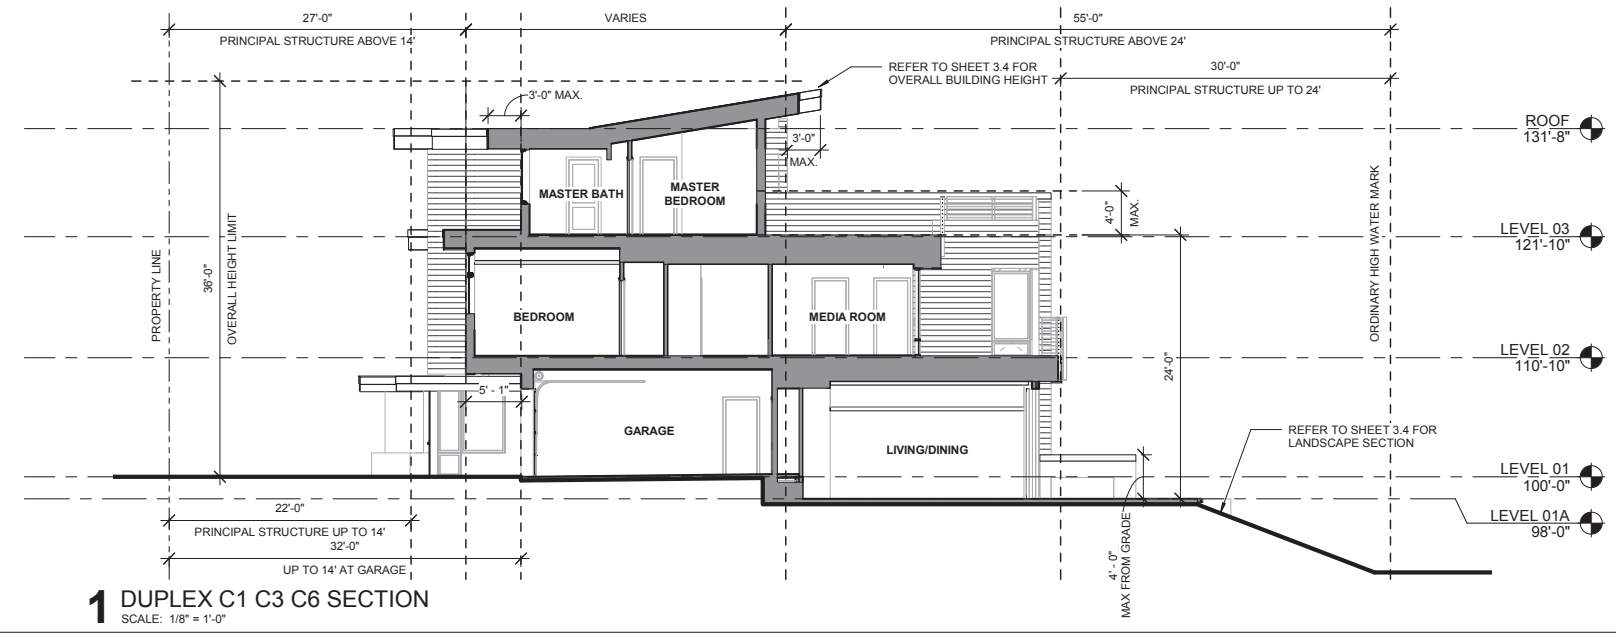 27'-0"
VARIES
55'-0"
PRINCIPAL STRUCTURE ABOVE 14'
PRINCIPAL STRUCTURE ABOVE 24'
REFER TO SHEET 3.4 FOR
OVERALL BUILDING HEIGHT
30'-0"
PRINCIPAL STRUCTURE UP TO 24'
3'-0" MAX.
ROOF
131'-8"
3'-0"
MAX.
MASTER BATH
MASTER
BEDROOM
4'-0"
MAX.
LEVEL 03
121'-10"
PROPERTY LINE
36'-0"
OVERALL HEIGHT LIMIT
ORDINARY HIGH WATER MARK
BEDROOM
MEDIA ROOM
LEVEL 02
110'-10"
24'-0"
5' - 1"
GARAGE
LIVING/DINING
REFER TO SHEET 3.4 FOR
LANDSCAPE SECTION
LEVEL 01
100'-0"
22'-0"
PRINCIPAL STRUCTURE UP TO 14'
32'-0"
UP TO 14' AT GARAGE
4' - 0"
MAX FROM GRADE
LEVEL 01A
98'-0"
1 DUPLEX C1 C3 C6 SECTION
SCALE: 1/8" = 1'-0"